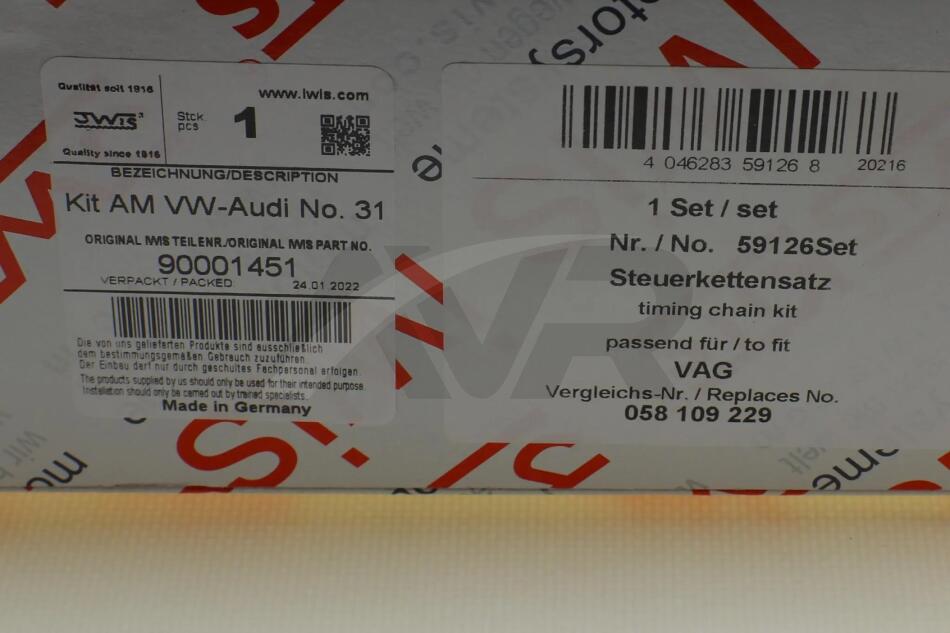 Qualität seit 1916
JWIS
Quality since 1916
Stck.
pcs
1
www.iwis.com
BEZEICHNUNG/DESCRIPTION
Kit AM VW-Audi No. 31
ORIGINAL IWIS TEILENR./ORIGINAL IWIS PART NO.
90001451
VERPACKT / PACKED:
24.01.2022
Die von uns gelieferten Produkte sind ausschließlich
dem bestimmungsgemäßen Gebrauch zuzuführen.
Der Einbau darf nur durch geschultes Fachpersonal erfolgen.
The products supplied by us should only be used for their intended purpose.
Installation should only be carried out by trained specialists.
Made in Germany
4 046283 59126 8
20216
1 Set / set
Nr. / No. 59126Set
Steuerkettensatz
timing chain kit
passend für / to fit
VAG
Vergleichs-Nr. / Replaces No.
058 109 229
AVR